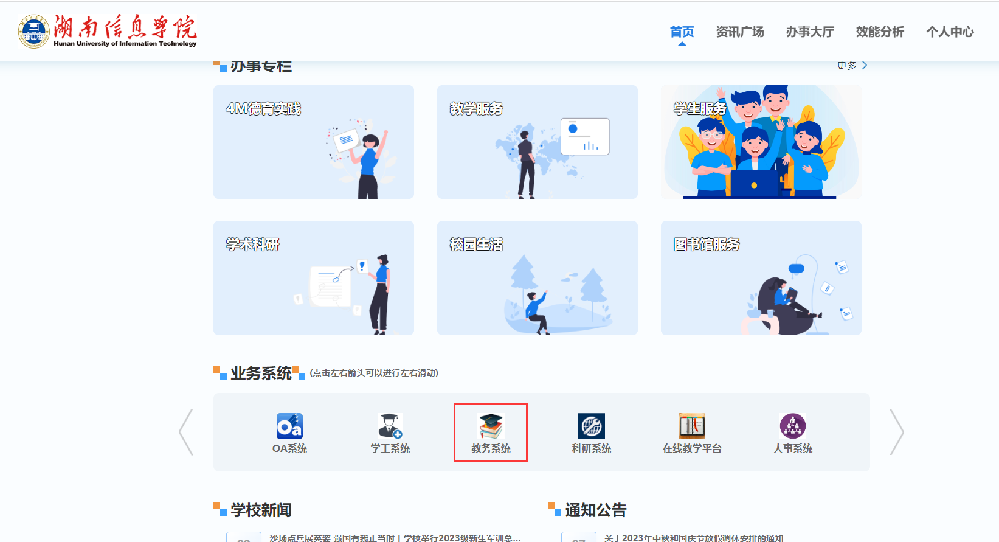 湖南信息学院
Hunan University of Information Technology
首页 资讯广场 办事大厅 效能分析 个人中心
办事专栏 更多
4M德育实践 教学服务 学生服务
学术科研 校园生活 图书馆服务
业务系统 (点击左右箭头可以进行左右滑动)
OA系统 学工系统 教务系统 科研系统 在线教学平台 人事系统
学校新闻 通知公告
沙场点兵展英姿 强国有我正当时丨学校举行2023级新生军训总... 关于2023年中秋和国庆节放假调休安排的通知